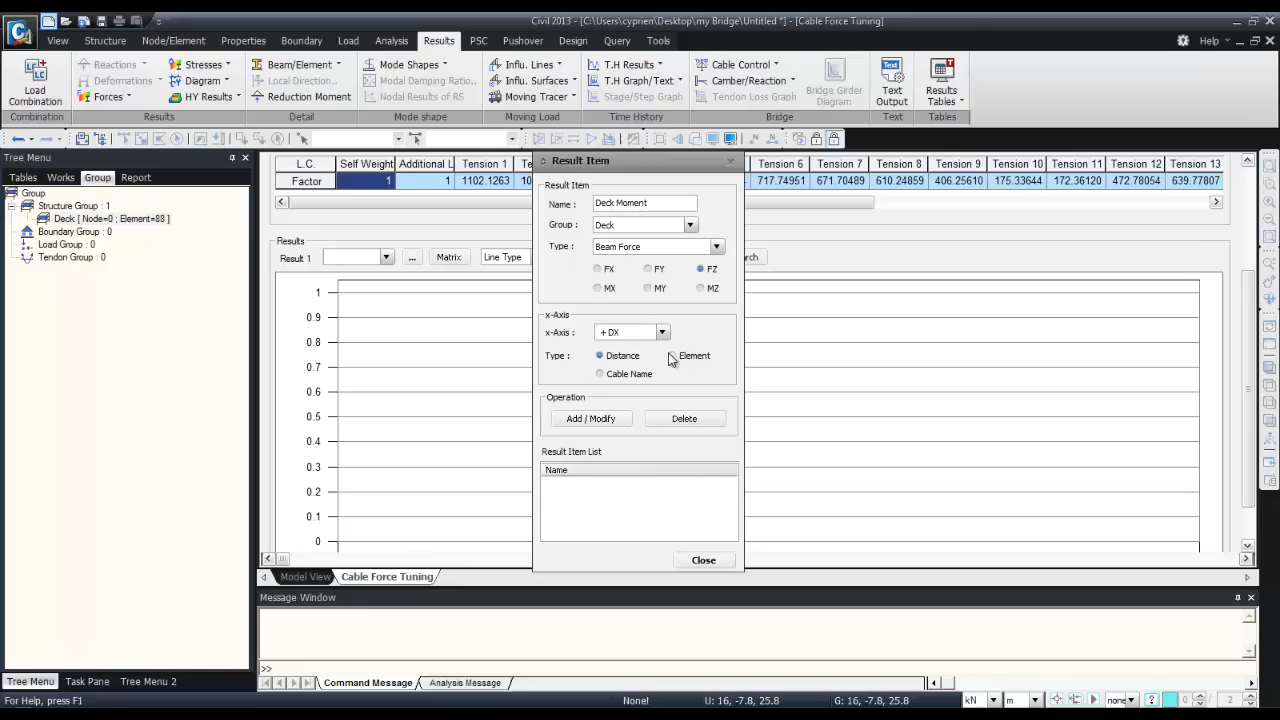 Civil 2013 - [C:\Users\cyprien\Desktop\my Bridge\Untitled *] - [Cable Force Tuning]
View Structure Node/Element Properties Boundary Load Analysis Results PSC Pushover Design Query Tools Help
Load Combination
Reactions
Deformations
Forces
Stresses
Diagram
HY Results
Beam/Element
Local Direction
Reduction Moment
Mode Shapes
Modal Damping Ratio...
Nodal Results of RS
Influ. Lines
Influ. Surfaces
Moving Tracer
T.H Results
T.H Graph/Text
Stage/Step Graph
Cable Control
Camber/Reaction
Tendon Loss Graph
Bridge Girder Diagram
Text Output
Results Tables
Combination Results Detail Mode shape Moving Load Time History Bridge Text Tables
Tree Menu
Tables Works Group Report
Group
Structure Group : 1
Deck [ Node=0 ; Element=88 ]
Boundary Group : 0
Load Group : 0
Tendon Group : 0
L.C. Self Weight Additional L Tension 1 Te Tension 6 Tension 7 Tension 8 Tension 9 Tension 10 Tension 11 Tension 12 Tension 13
Factor 1 1 1102.1263 10 717.74951 671.70489 610.24859 406.25610 175.33644 172.36120 472.78054 639.77807
Results
Result 1 ... Matrix Line Type rch
1
0.9
0.8
0.7
0.6
0.5
0.4
0.3
0.2
0.1
0
Result Item
Result Item
Name : Deck Moment
Group : Deck
Type : Beam Force
FX FY FZ
MX MY MZ
x-Axis
x-Axis : + DX
Type : Distance Element
Cable Name
Operation
Add / Modify Delete
Result Item List
Name
Close
Model View Cable Force Tuning
Message Window
>>
Command Message Analysis Message
Tree Menu Task Pane Tree Menu 2
For Help, press F1 Nonel U: 16, -7.8, 25.8 G: 16, -7.8, 25.8 kN m none ? 0 / 2